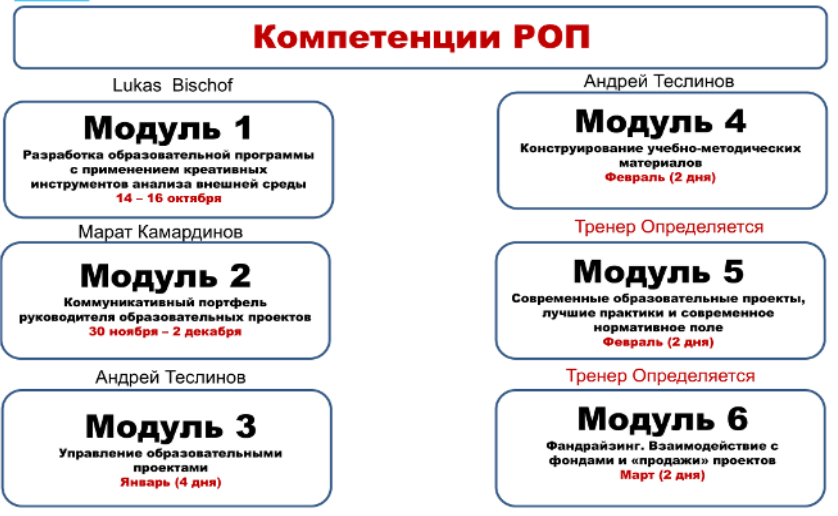 Компетенции РОП
Lukas Bischof
Модуль 1
Разработка образовательной программы
с применением креативных
инструментов анализа внешней среды
14 – 16 октября
Марат Камардинов
Модуль 2
Коммуникативный портфель
руководителя образовательных проектов
30 ноября – 2 декабря
Андрей Теслинов
Модуль 3
Управление образовательными
проектами
Январь (4 дня)
Андрей Теслинов
Модуль 4
Конструирование учебно-методических
материалов
Февраль (2 дня)
Тренер Определяется
Модуль 5
Современные образовательные проекты,
лучшие практики и современное
нормативное поле
Февраль (2 дня)
Тренер Определяется
Модуль 6
Фандрайзинг. Взаимодействие с
фондами и «продажи» проектов
Март (2 дня)